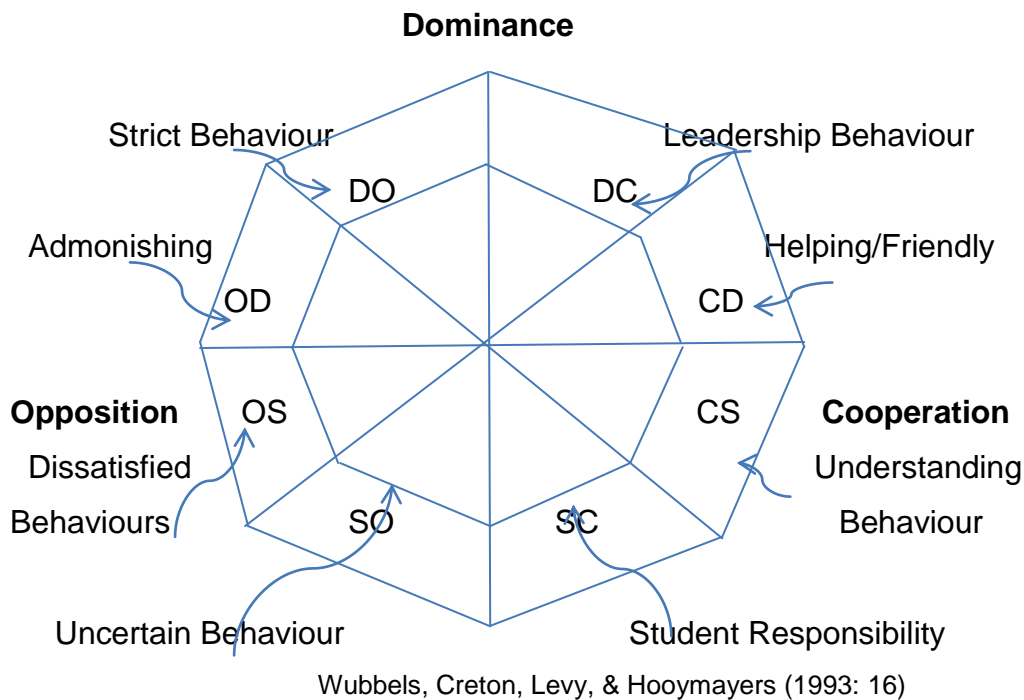 Dominance
Strict Behaviour
Leadership Behaviour
DO
DC
Admonishing
Helping/Friendly
OD
CD
Opposition
OS
CS
Cooperation
Dissatisfied
Understanding
Behaviours
Behaviour
SO
SC
Uncertain Behaviour
Student Responsibility
Wubbels, Creton, Levy, & Hooymayers (1993: 16)